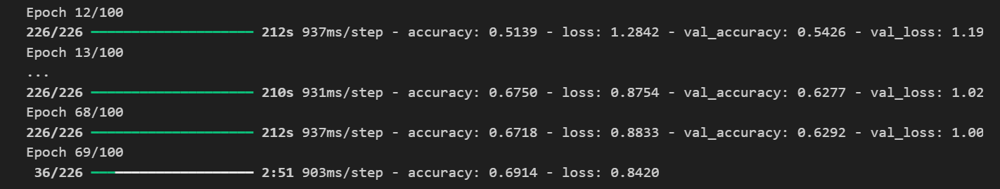 Epoch 12/100
226/226 ━━━━━━━━━━━━━━━━━━━━ 212s 937ms/step - accuracy: 0.5139 - loss: 1.2842 - val_accuracy: 0.5426 - val_loss: 1.19
Epoch 13/100
...
226/226 ━━━━━━━━━━━━━━━━━━━━ 210s 931ms/step - accuracy: 0.6750 - loss: 0.8754 - val_accuracy: 0.6277 - val_loss: 1.02
Epoch 68/100
226/226 ━━━━━━━━━━━━━━━━━━━━ 212s 937ms/step - accuracy: 0.6718 - loss: 0.8833 - val_accuracy: 0.6292 - val_loss: 1.00
Epoch 69/100
36/226 ━━━━━━━━━━━━━━━━━━━━ 2:51 903ms/step - accuracy: 0.6914 - loss: 0.8420